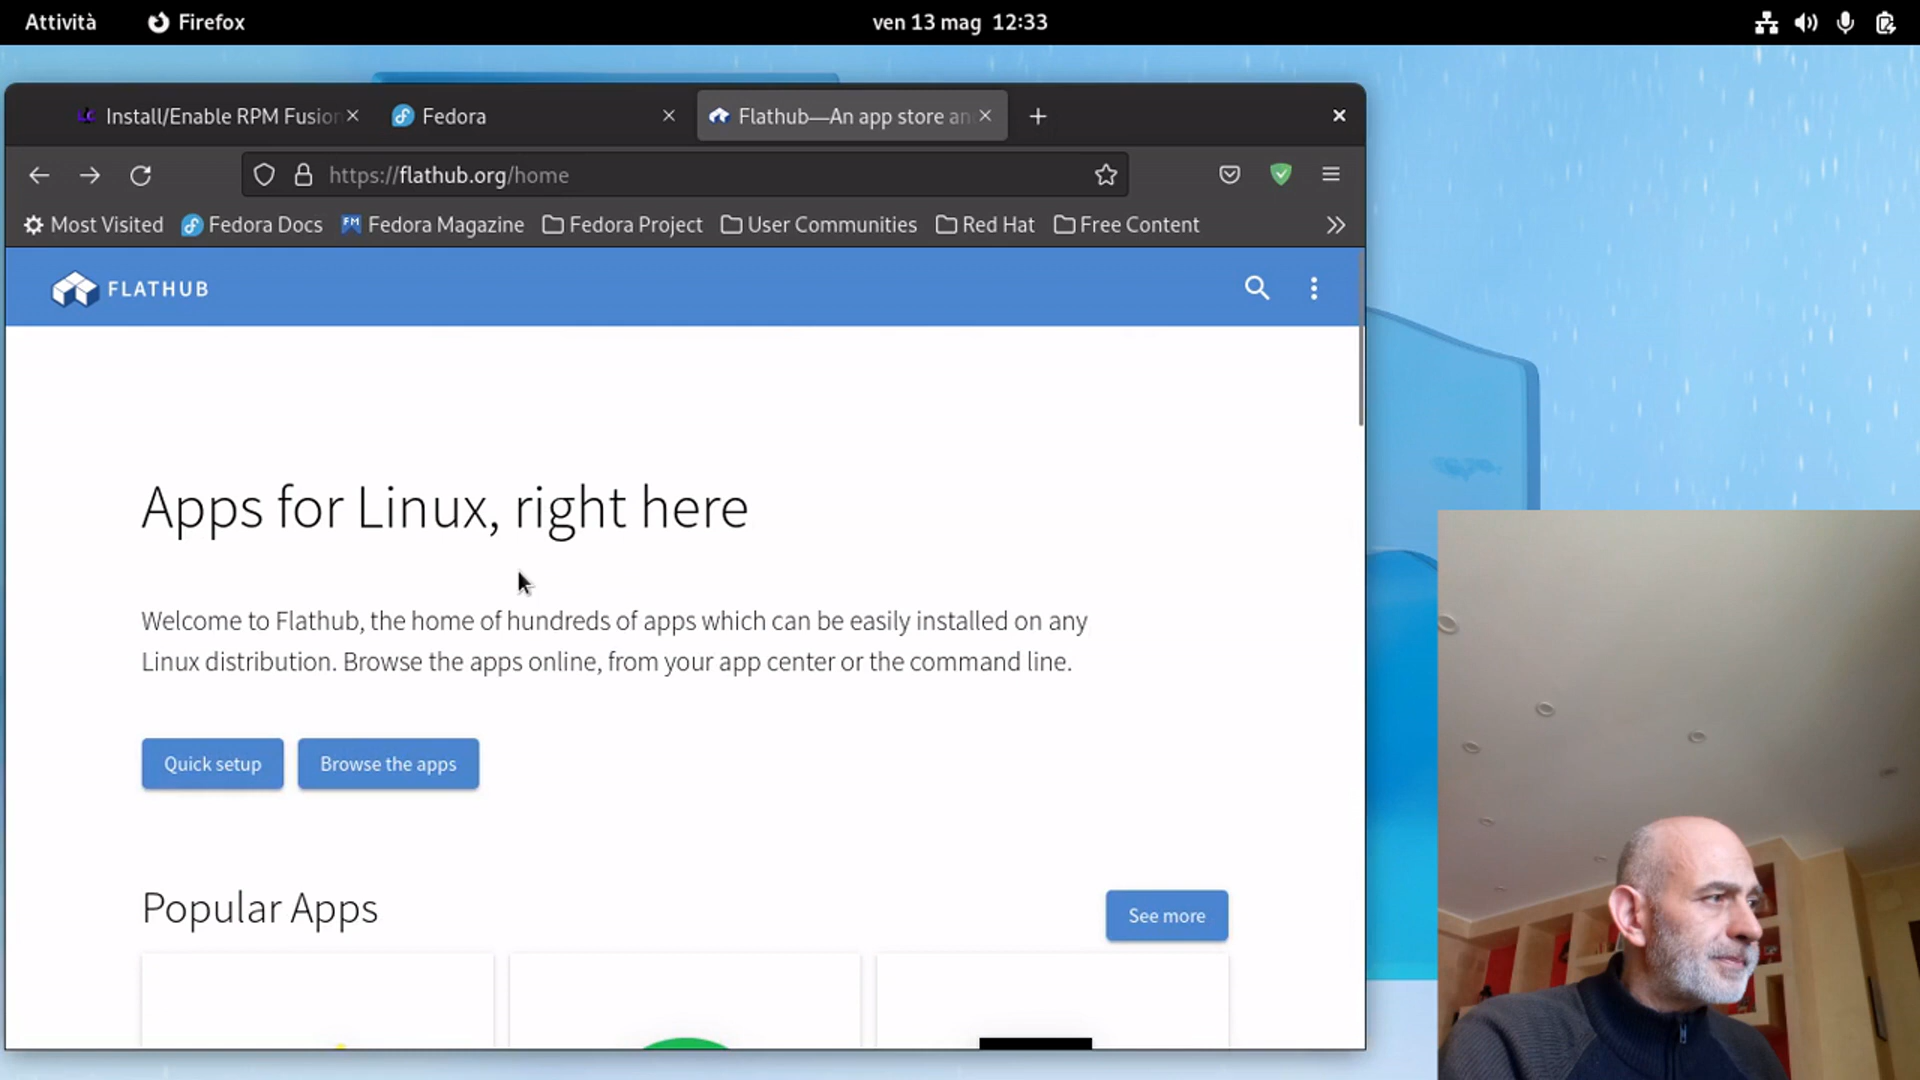 Attività Firefox ven 13 mag 12:33
Install/Enable RPM Fusion Fedora Flathub—An app store an
https://flathub.org/home
Most Visited Fedora Docs FM Fedora Magazine Fedora Project User Communities Red Hat Free Content
FLATHUB
Apps for Linux, right here
Welcome to Flathub, the home of hundreds of apps which can be easily installed on any
Linux distribution. Browse the apps online, from your app center or the command line.
Quick setup Browse the apps
Popular Apps See more